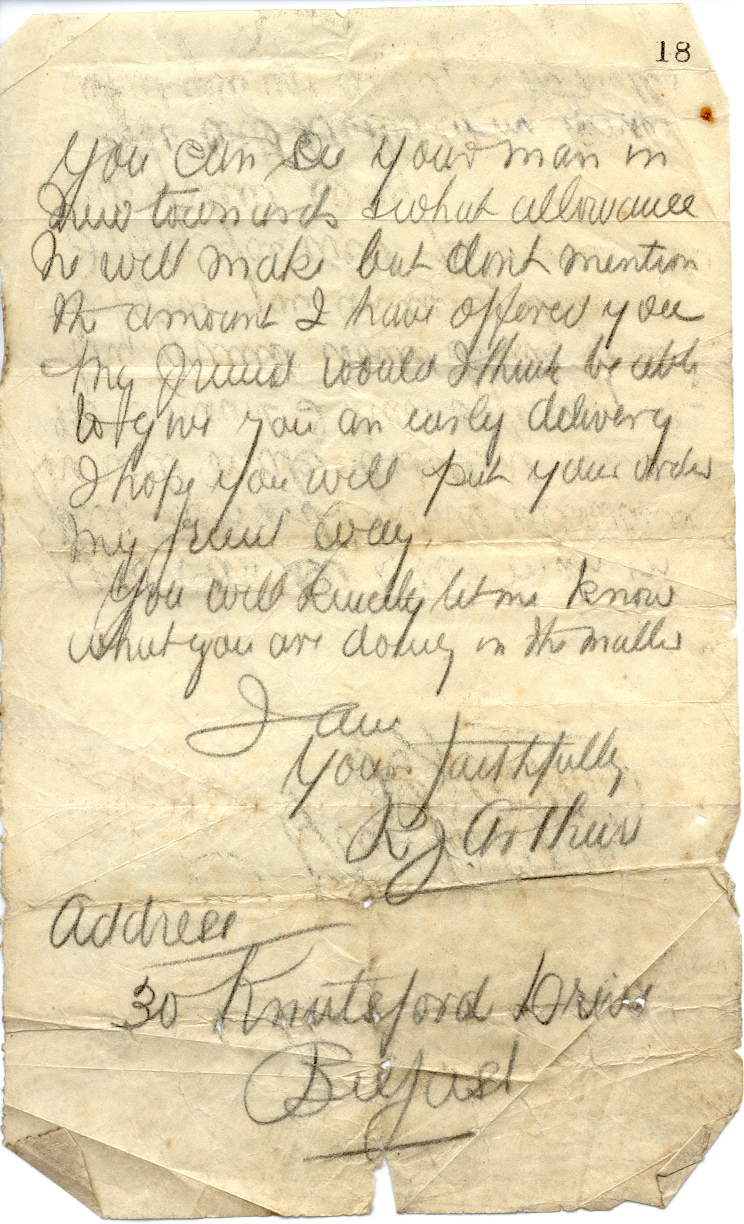 18
you can see your man in
Newtownards & what allowance
he will make but dont mention
the amount I have offered you
my friend would I think be able
to give you an early delivery
I hope you will put your order
my friend way.
You will kindly let me know
what you are doing in the matter
I am
Yours faithfully
R J Arthur
Address
30 Knutsford Drive
Belfast